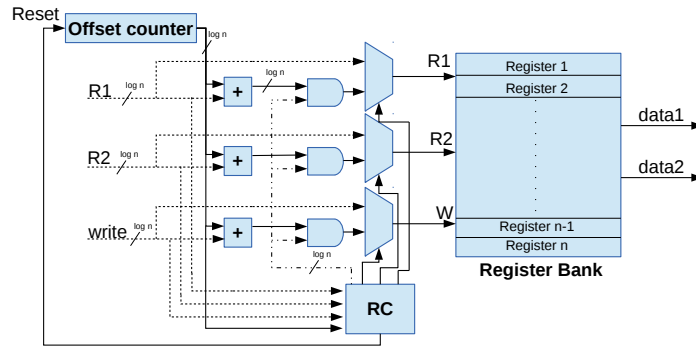 Reset
Offset counter
log n
log n
R1
log n
+
R1
Register 1
Register 2
data1
R2
log n
+
R2
data2
write
log n
+
W
Register n-1
Register n
log n
Register Bank
RC